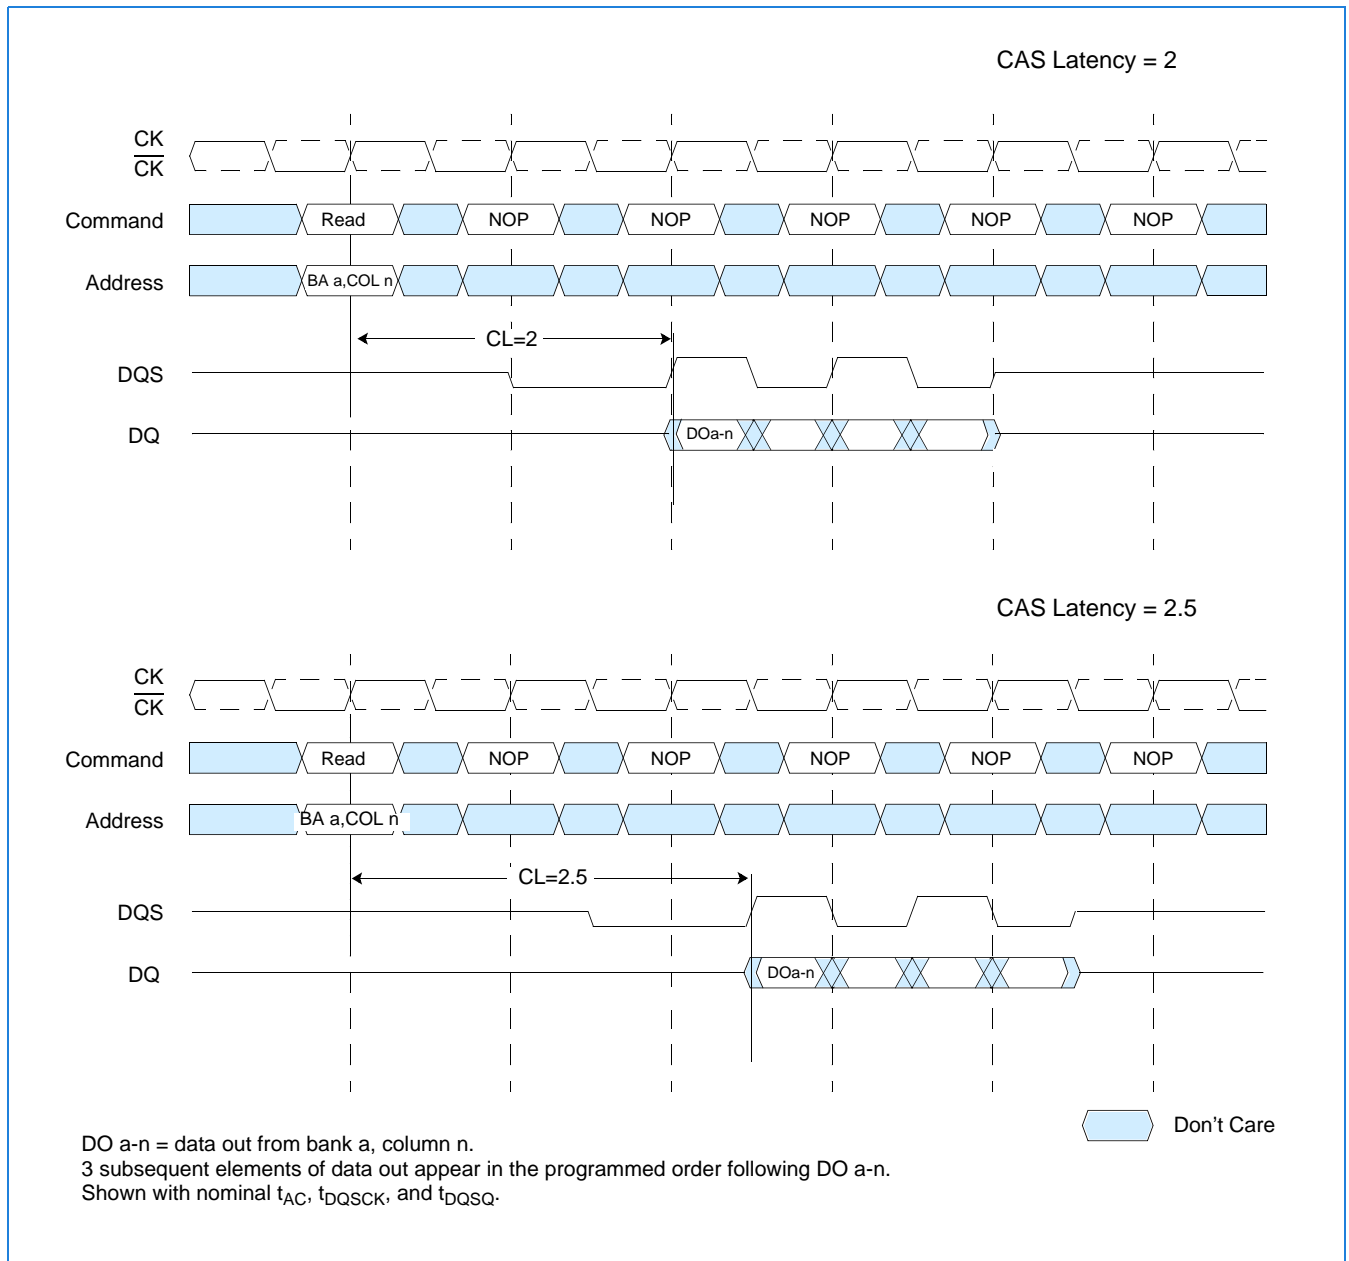 CAS Latency = 2
CK
CK
Command Read NOP NOP NOP NOP NOP
Address BA a,COL n
CL=2
DQS
DQ DOa-n
CAS Latency = 2.5
CK
CK
Command Read NOP NOP NOP NOP NOP
Address BA a,COL n
CL=2.5
DQS
DQ DOa-n
Don't Care
DO a-n = data out from bank a, column n.
3 subsequent elements of data out appear in the programmed order following DO a-n.
Shown with nominal tAC, tDQSCK, and tDQSQ.